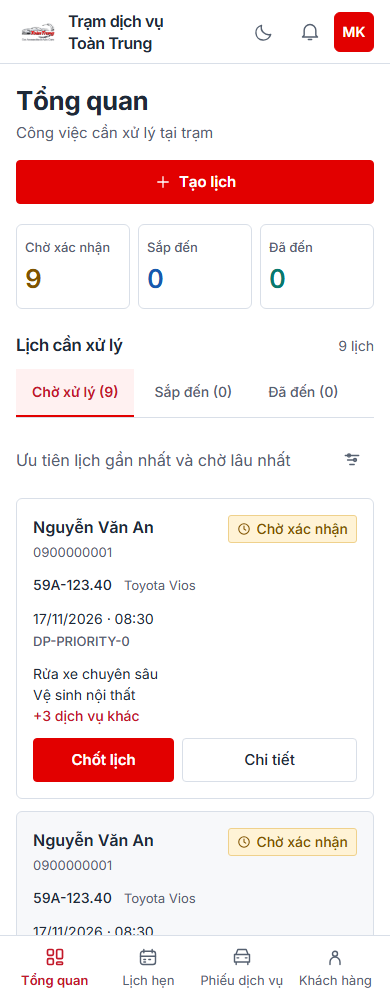 Trạm dịch vụ
Toàn Trung
MK
Tổng quan
Công việc cần xử lý tại trạm
+ Tạo lịch
Chờ xác nhận
Sắp đến
Đã đến
9
0
0
Lịch cần xử lý
9 lịch
Chờ xử lý (9)
Sắp đến (0)
Đã đến (0)
Ưu tiên lịch gần nhất và chờ lâu nhất
Nguyễn Văn An
Chờ xác nhận
0900000001
59A-123.40 Toyota Vios
17/11/2026 · 08:30
DP-PRIORITY-0
Rửa xe chuyên sâu
Vệ sinh nội thất
+3 dịch vụ khác
Chốt lịch
Chi tiết
Nguyễn Văn An
Chờ xác nhận
0900000001
59A-123.40 Toyota Vios
17/11/2026 · 08:30
Tổng quan
Lịch hẹn
Phiếu dịch vụ
Khách hàng